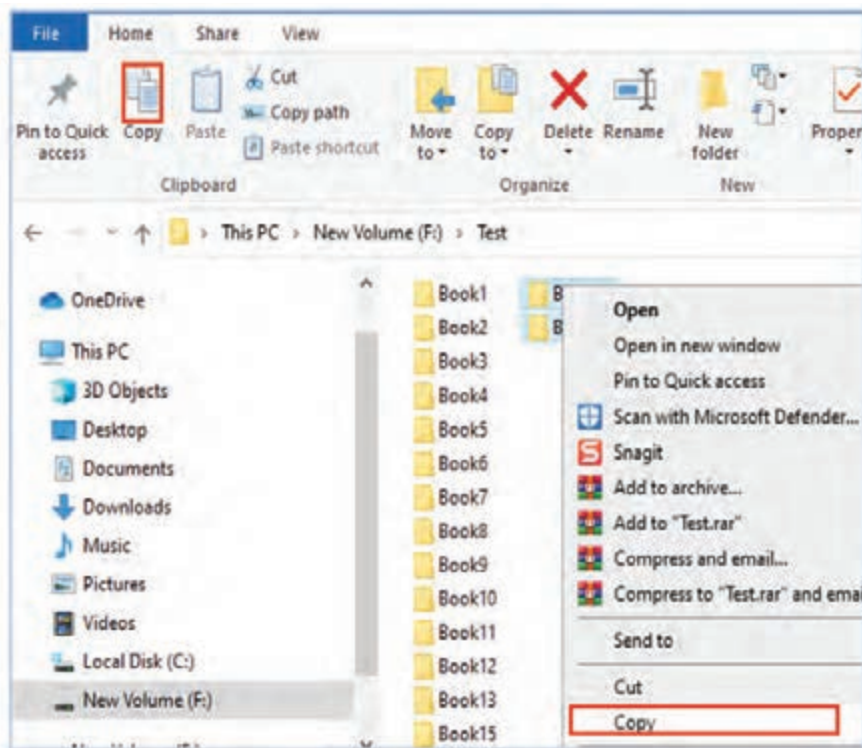 File Home Share View
Pin to Quick access
Copy
Paste
Cut
Copy path
Paste shortcut
Move to
Copy to
Delete
Rename
New folder
Clipboard
Organize
New
This PC > New Volume (F:) > Test
OneDrive
This PC
3D Objects
Desktop
Documents
Downloads
Music
Pictures
Videos
Local Disk (C:)
New Volume (F:)
Book1
Book2
Book3
Book4
Book5
Book6
Book7
Book8
Book9
Book10
Book11
Book12
Book13
Book15
B
B
Open
Open in new window
Pin to Quick access
Scan with Microsoft Defender...
Snagit
Add to archive...
Add to "Test.rar"
Compress and email...
Compress to "Test.rar" and emai
Send to
Cut
Copy